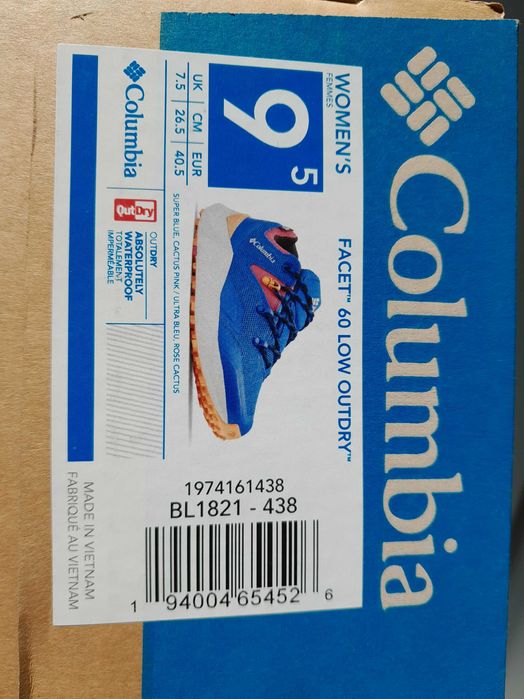 Columbia
WOMEN'S
FEMMES
9 5
UK CM EUR
7.5 26.5 40.5
FACET™ 60 LOW OUTDRY™
Columbia
SUPER BLUE, CACTUS PINK / ULTRA BLEU, ROSE CACTUS
Columbia
OutDry
OUTDRY
ABSOLUTELY
WATERPROOF
TOTALEMENT
IMPERMÉABLE
1974161438
BL1821 - 438
1 94004 65452 6
MADE IN VIETNAM
FABRIQUÉ AU VIETNAM